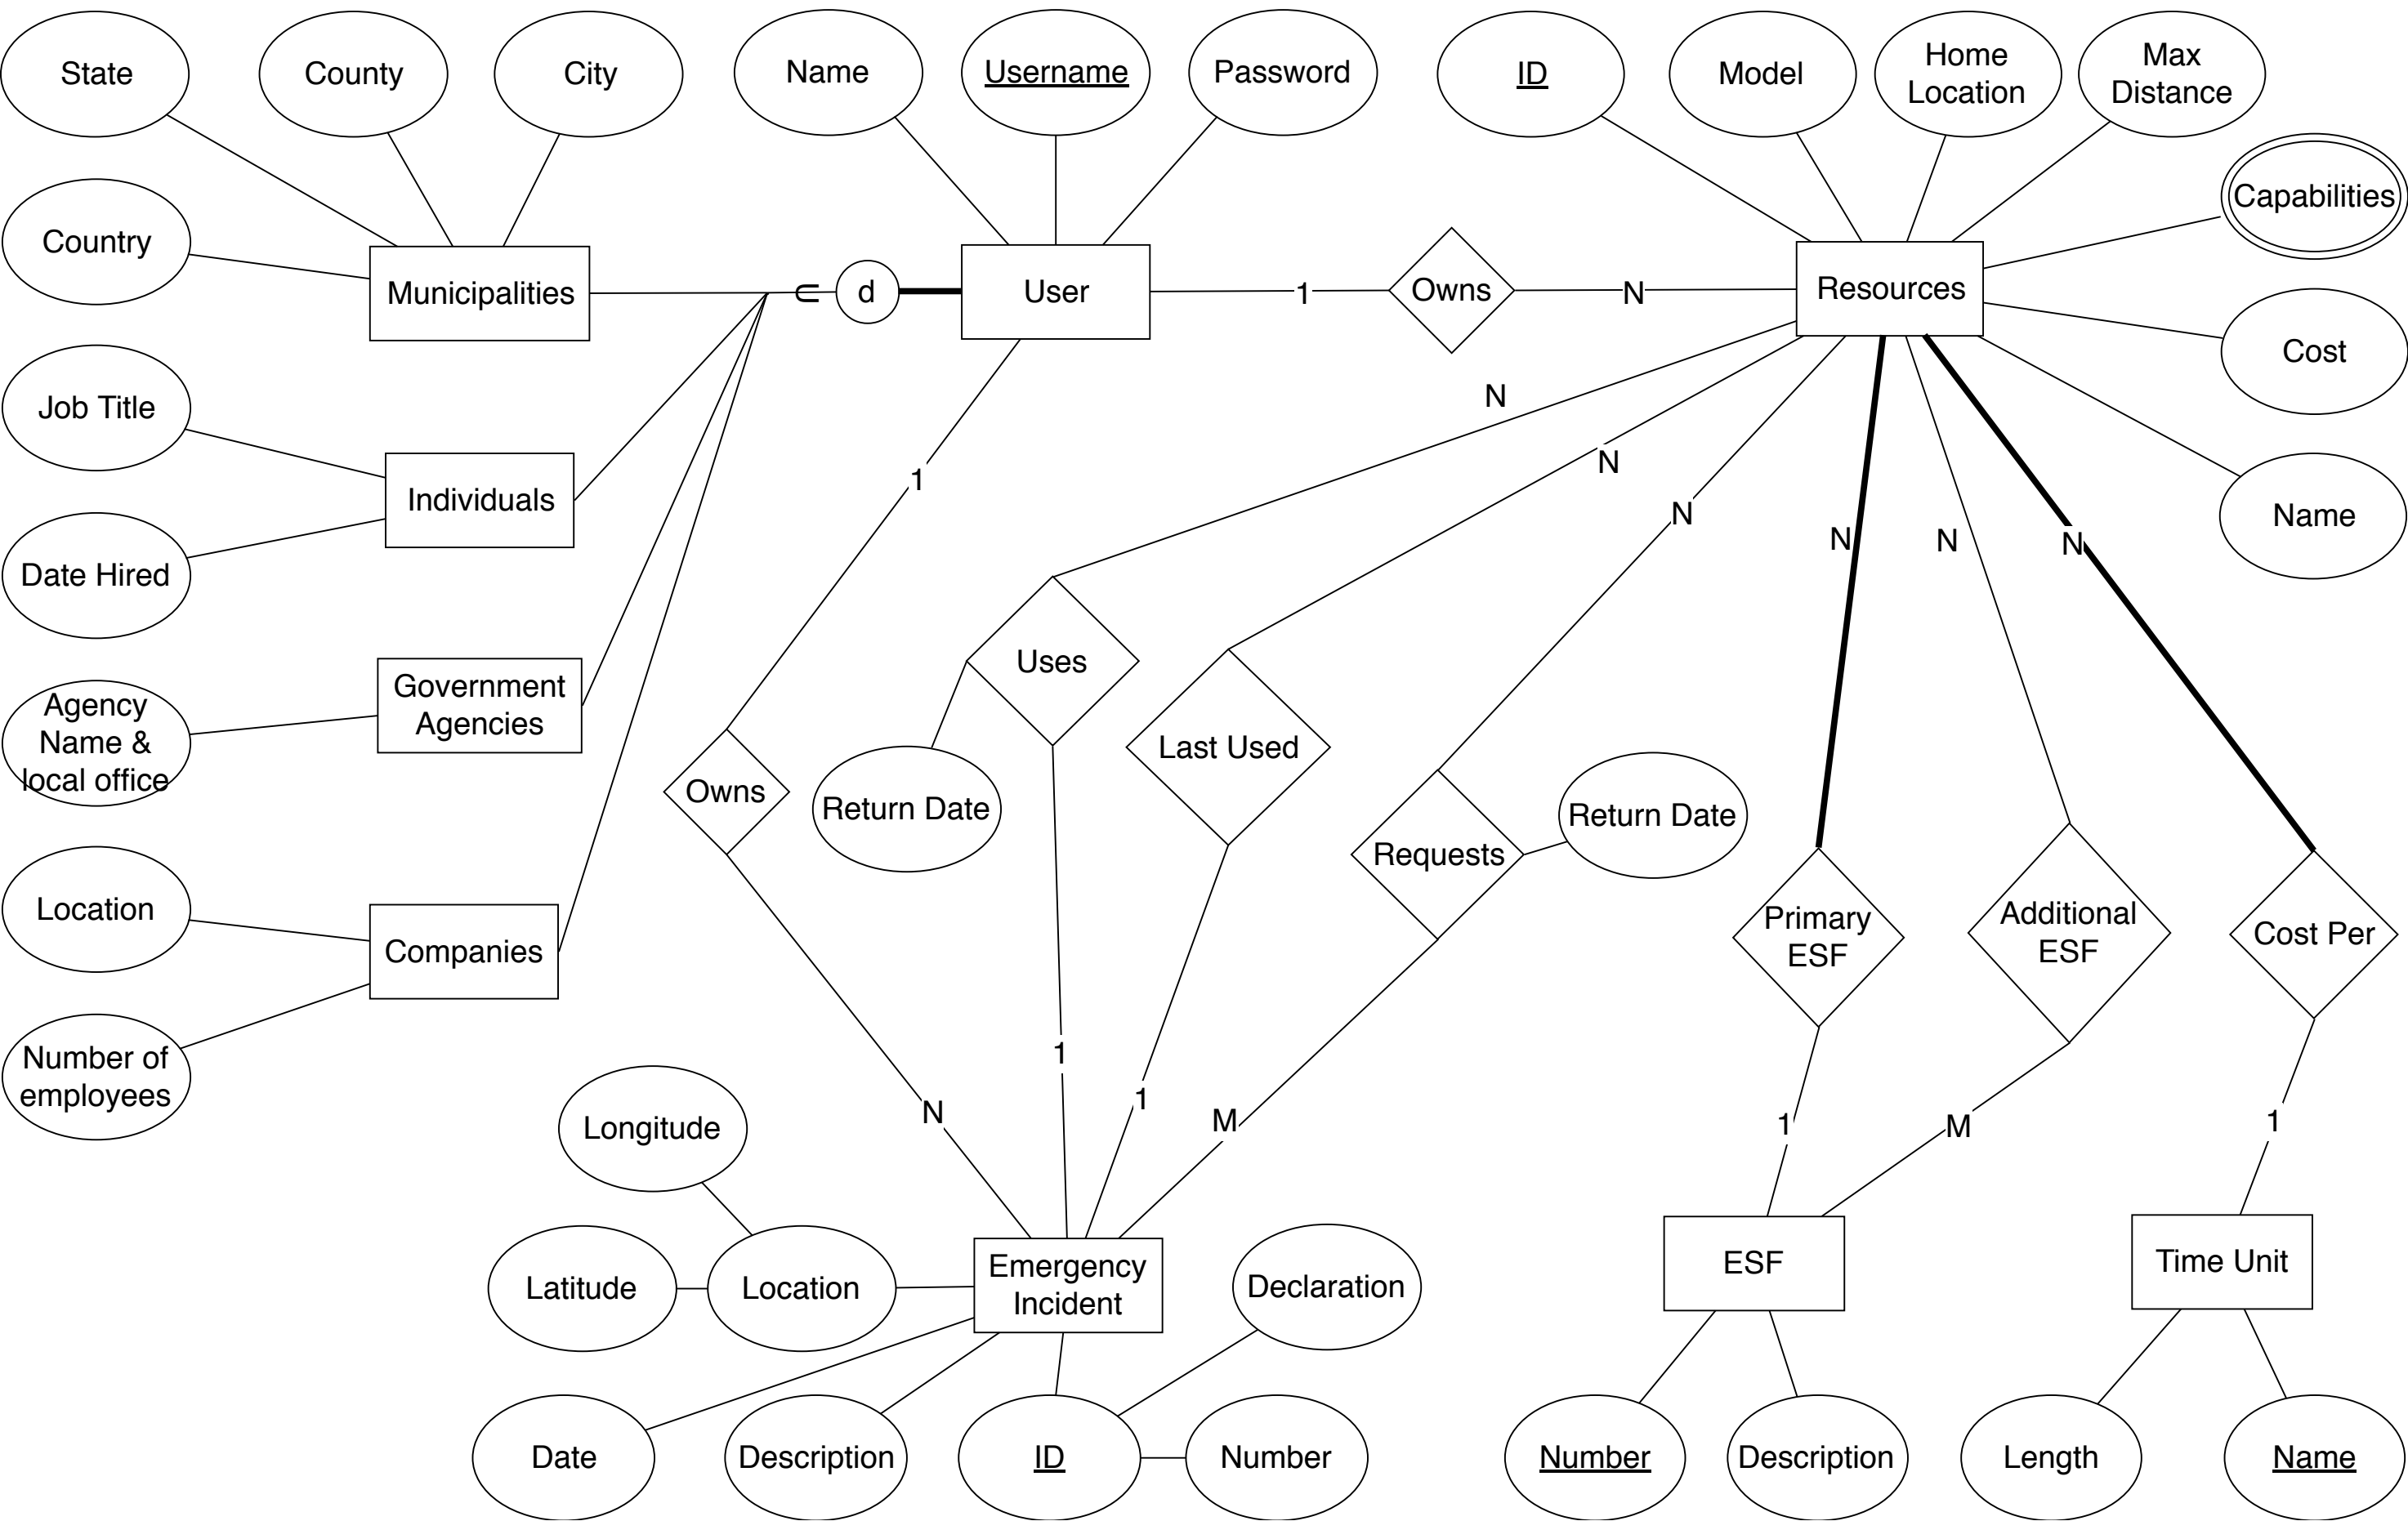 State
County
City
Name
Username
Password
ID
Model
Home
Location
Max
Distance
Capabilities
Country
Municipalities
⊂
d
User
1
Owns
N
Resources
Cost
Job Title
Individuals
Date Hired
1
N
N
N
N
N
N
Name
Uses
Last Used
Government
Agencies
Agency
Name &
local office
Owns
Return Date
Requests
Return Date
Primary
ESF
Additional
ESF
Cost Per
Location
Companies
Number of
employees
N
1
1
M
1
M
1
Longitude
Latitude
Location
Emergency
Incident
Declaration
ESF
Time Unit
Date
Description
ID
Number
Number
Description
Length
Name